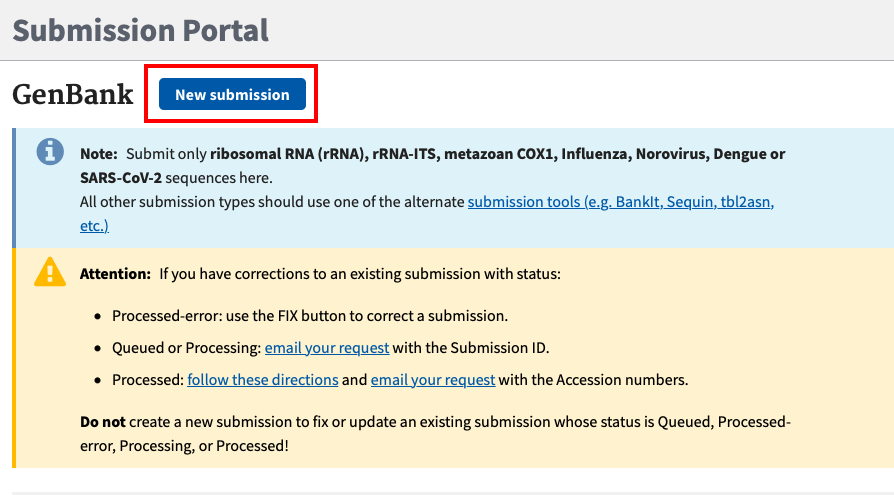 Submission Portal
GenBank New submission
Note: Submit only ribosomal RNA (rRNA), rRNA-ITS, metazoan COX1, Influenza, Norovirus, Dengue or
SARS-CoV-2 sequences here.
All other submission types should use one of the alternate submission tools (e.g. BankIt, Sequin, tbl2asn,
etc.)
Attention: If you have corrections to an existing submission with status:
• Processed-error: use the FIX button to correct a submission.
• Queued or Processing: email your request with the Submission ID.
• Processed: follow these directions and email your request with the Accession numbers.
Do not create a new submission to fix or update an existing submission whose status is Queued, Processed-
error, Processing, or Processed!